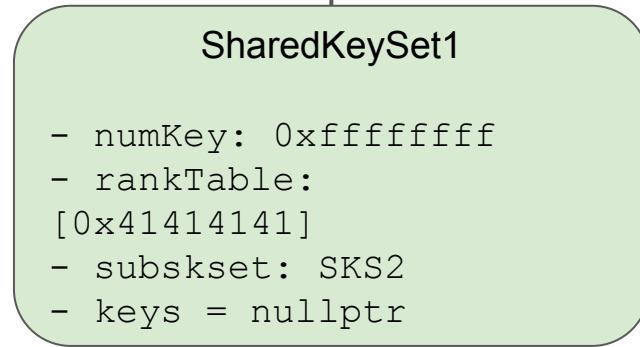 SharedKeySet1
- numKey: 0xffffffff
- rankTable:
[0x41414141]
- subskset: SKS2
- keys = nullptr